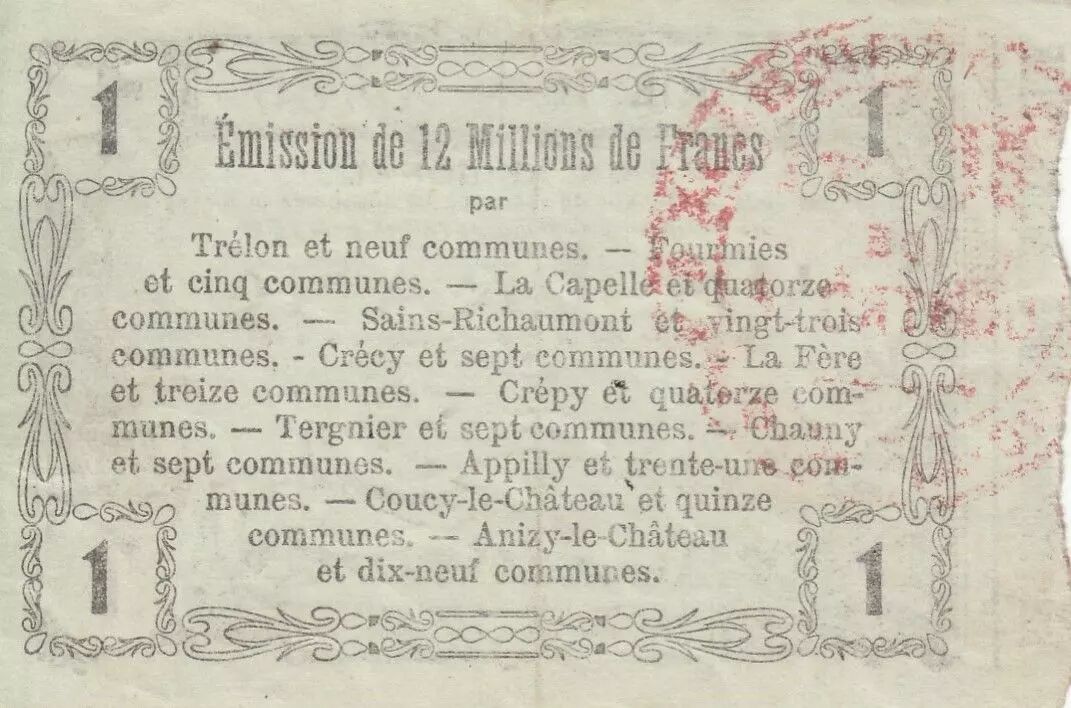 1 1
Émission de 12 Millions de Francs
par
Trélon et neuf communes. — Fourmies
et cinq communes. — La Capelle et quatorze
communes. — Sains-Richaumont et vingt-trois
communes. - Crécy et sept communes. - La Fère
et treize communes. — Crépy et quatorze com-
munes. — Tergnier et sept communes. — Chauny
et sept communes. — Appilly et trente-une com-
munes. — Coucy-le-Château et quinze
communes. — Anizy-le-Château
et dix-neuf communes.
1 1